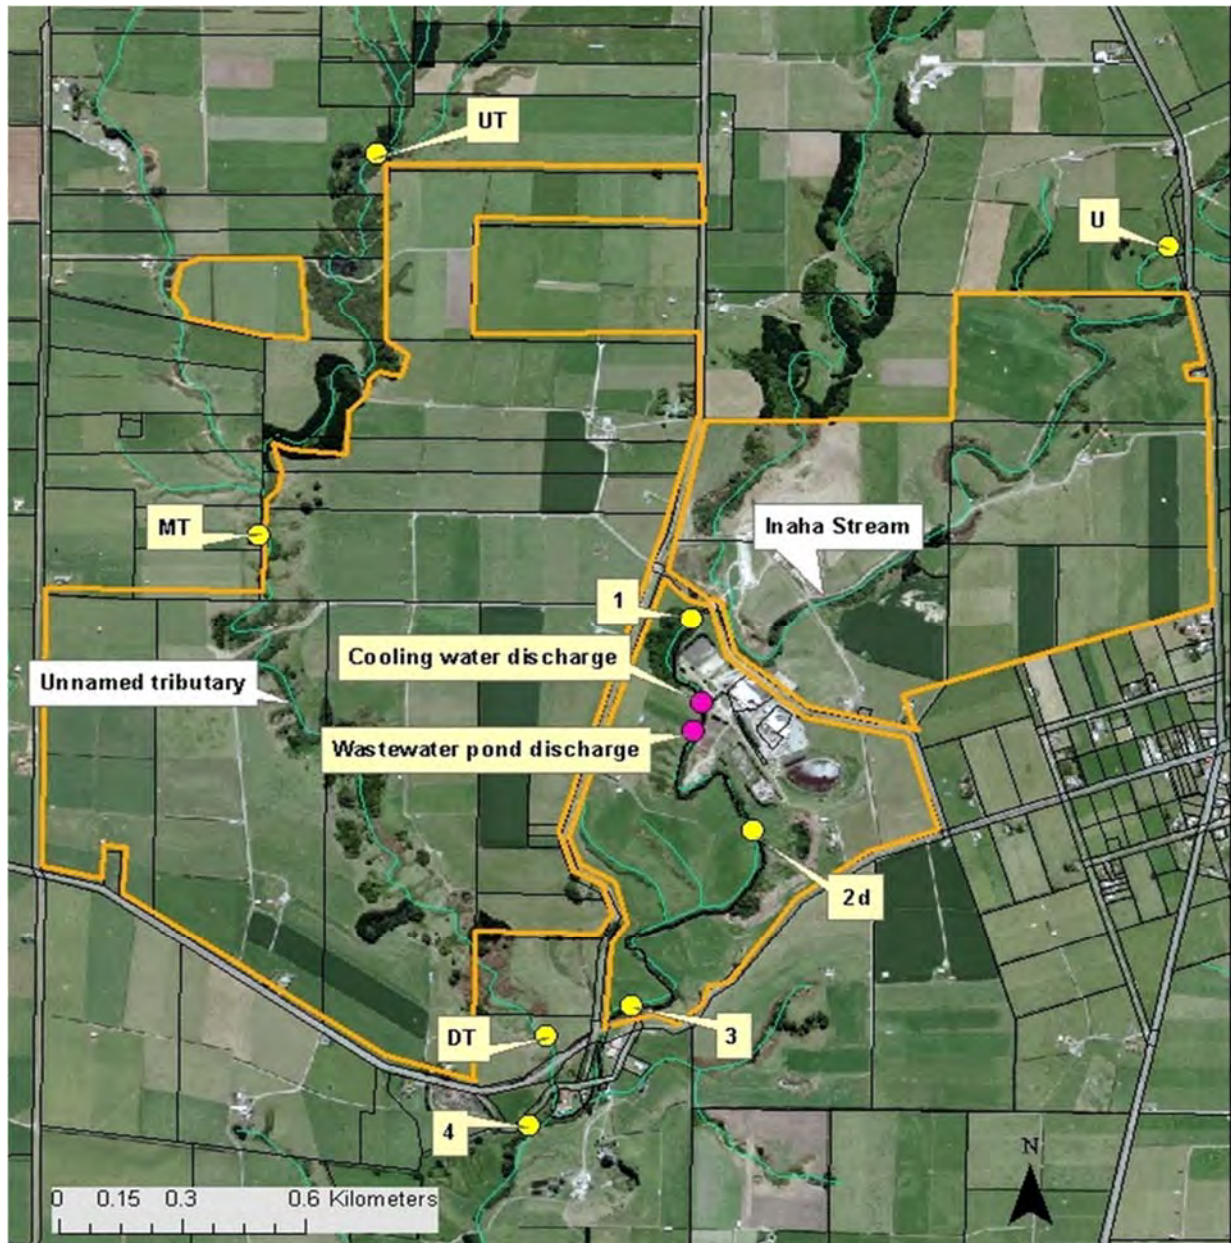 UT
U
MT
Inaha Stream
1
Cooling water discharge
Unnamed tributary
Wastewater pond discharge
2d
3
DT
4
N
0 0.15 0.3 0.6 Kilometers